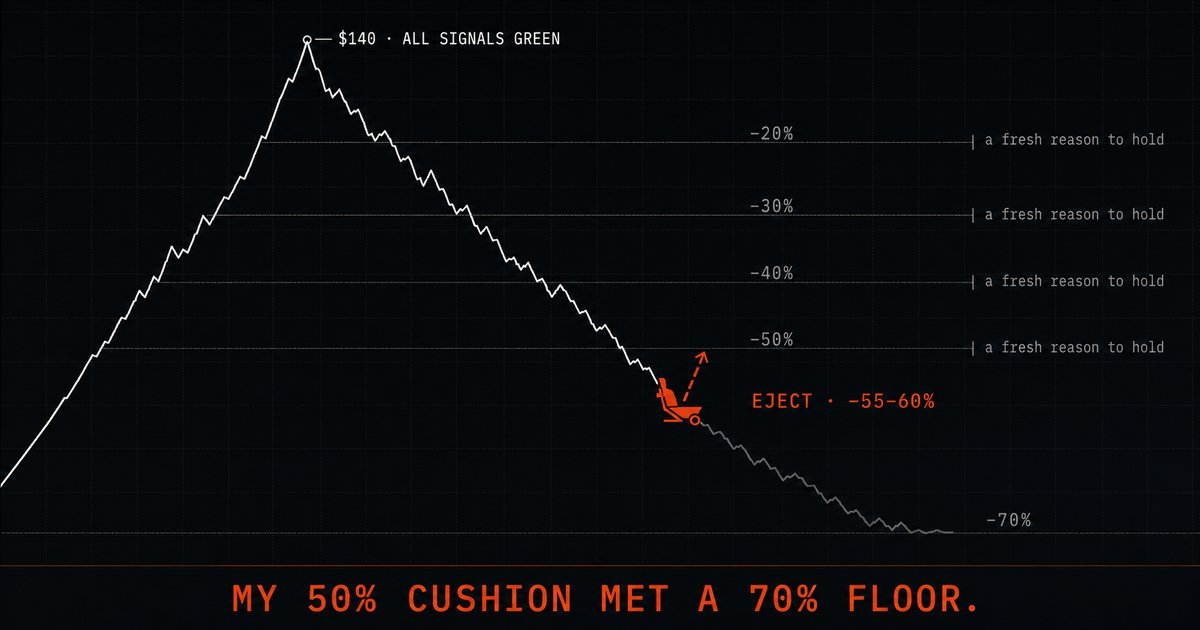 $140 · ALL SIGNALS GREEN
-20%
a fresh reason to hold
-30%
a fresh reason to hold
-40%
a fresh reason to hold
-50%
a fresh reason to hold
EJECT · -55-60%
-70%
MY 50% CUSHION MET A 70% FLOOR.